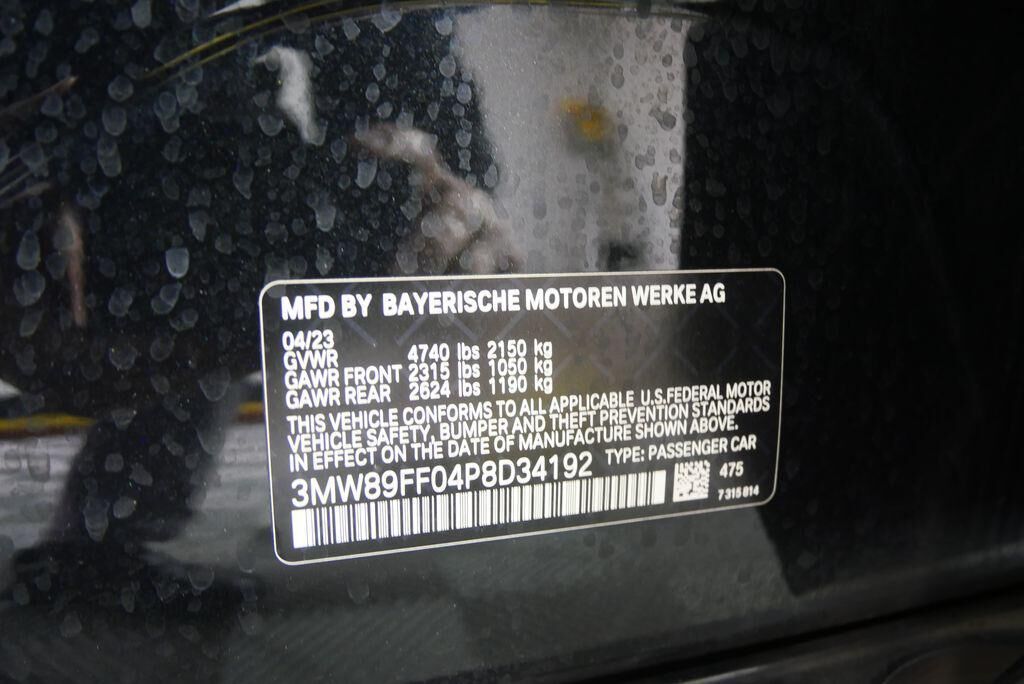 MFD BY BAYERISCHE MOTOREN WERKE AG
04/23
GVWR 4740 lbs 2150 kg
GAWR FRONT 2315 lbs 1050 kg
GAWR REAR 2624 lbs 1190 kg
THIS VEHICLE CONFORMS TO ALL APPLICABLE U.S.FEDERAL MOTOR
VEHICLE SAFETY, BUMPER AND THEFT PREVENTION STANDARDS
IN EFFECT ON THE DATE OF MANUFACTURE SHOWN ABOVE.
3MW89FF04P8D34192 TYPE: PASSENGER CAR
475
7 315 814